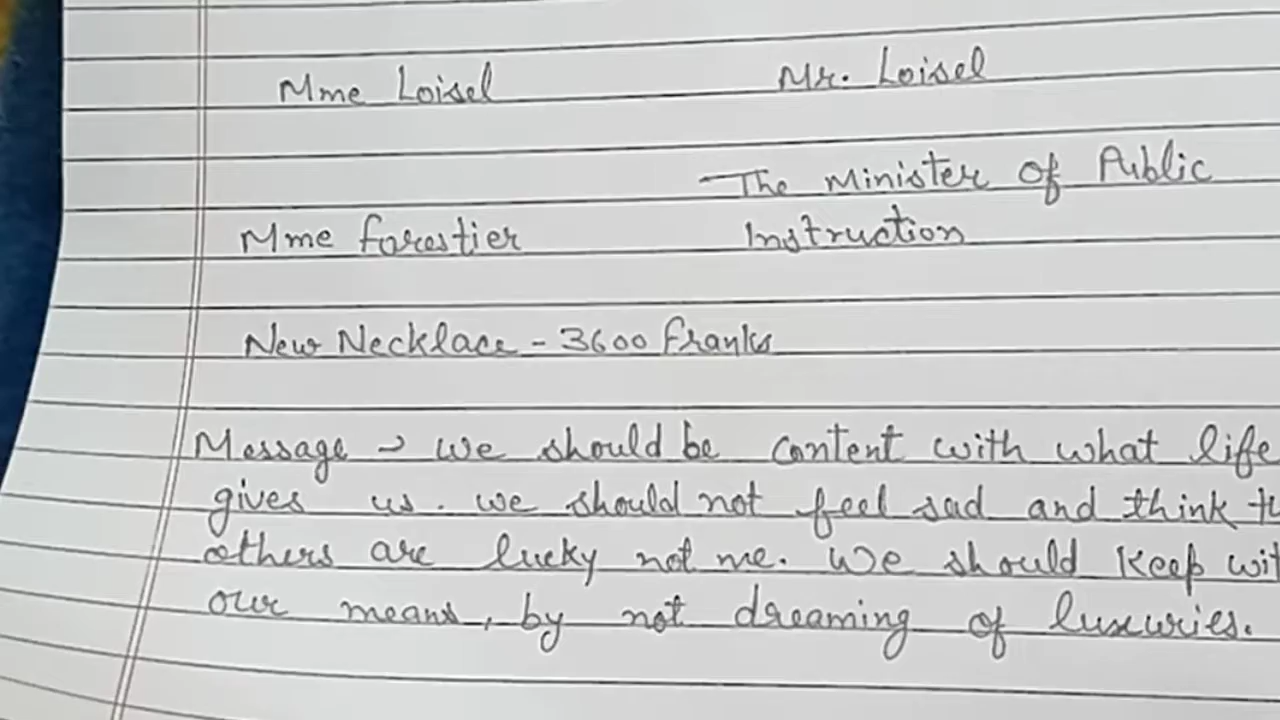 Mme Loisel Mr. Loisel
The Minister of Public
Mme Forestier Instruction
New Necklace - 3600 Franks
Message → We should be content with what life
gives us. We should not feel sad and think
others are lucky not me. We should keep
our means, by not dreaming of luxuries.